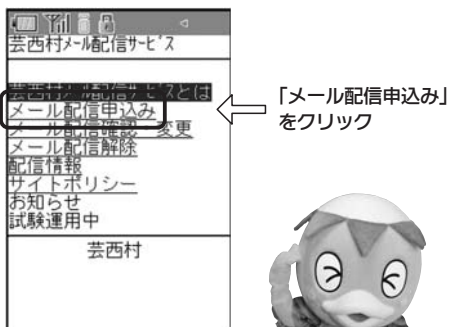 芸西村メール配信サービス
芸西村メール配信サービスとは
メール配信申込み
メール配信確認・変更
メール配信解除
配信情報
サイトポリシー
お知らせ
試験運用中
芸西村
「メール配信申込み」
をクリック